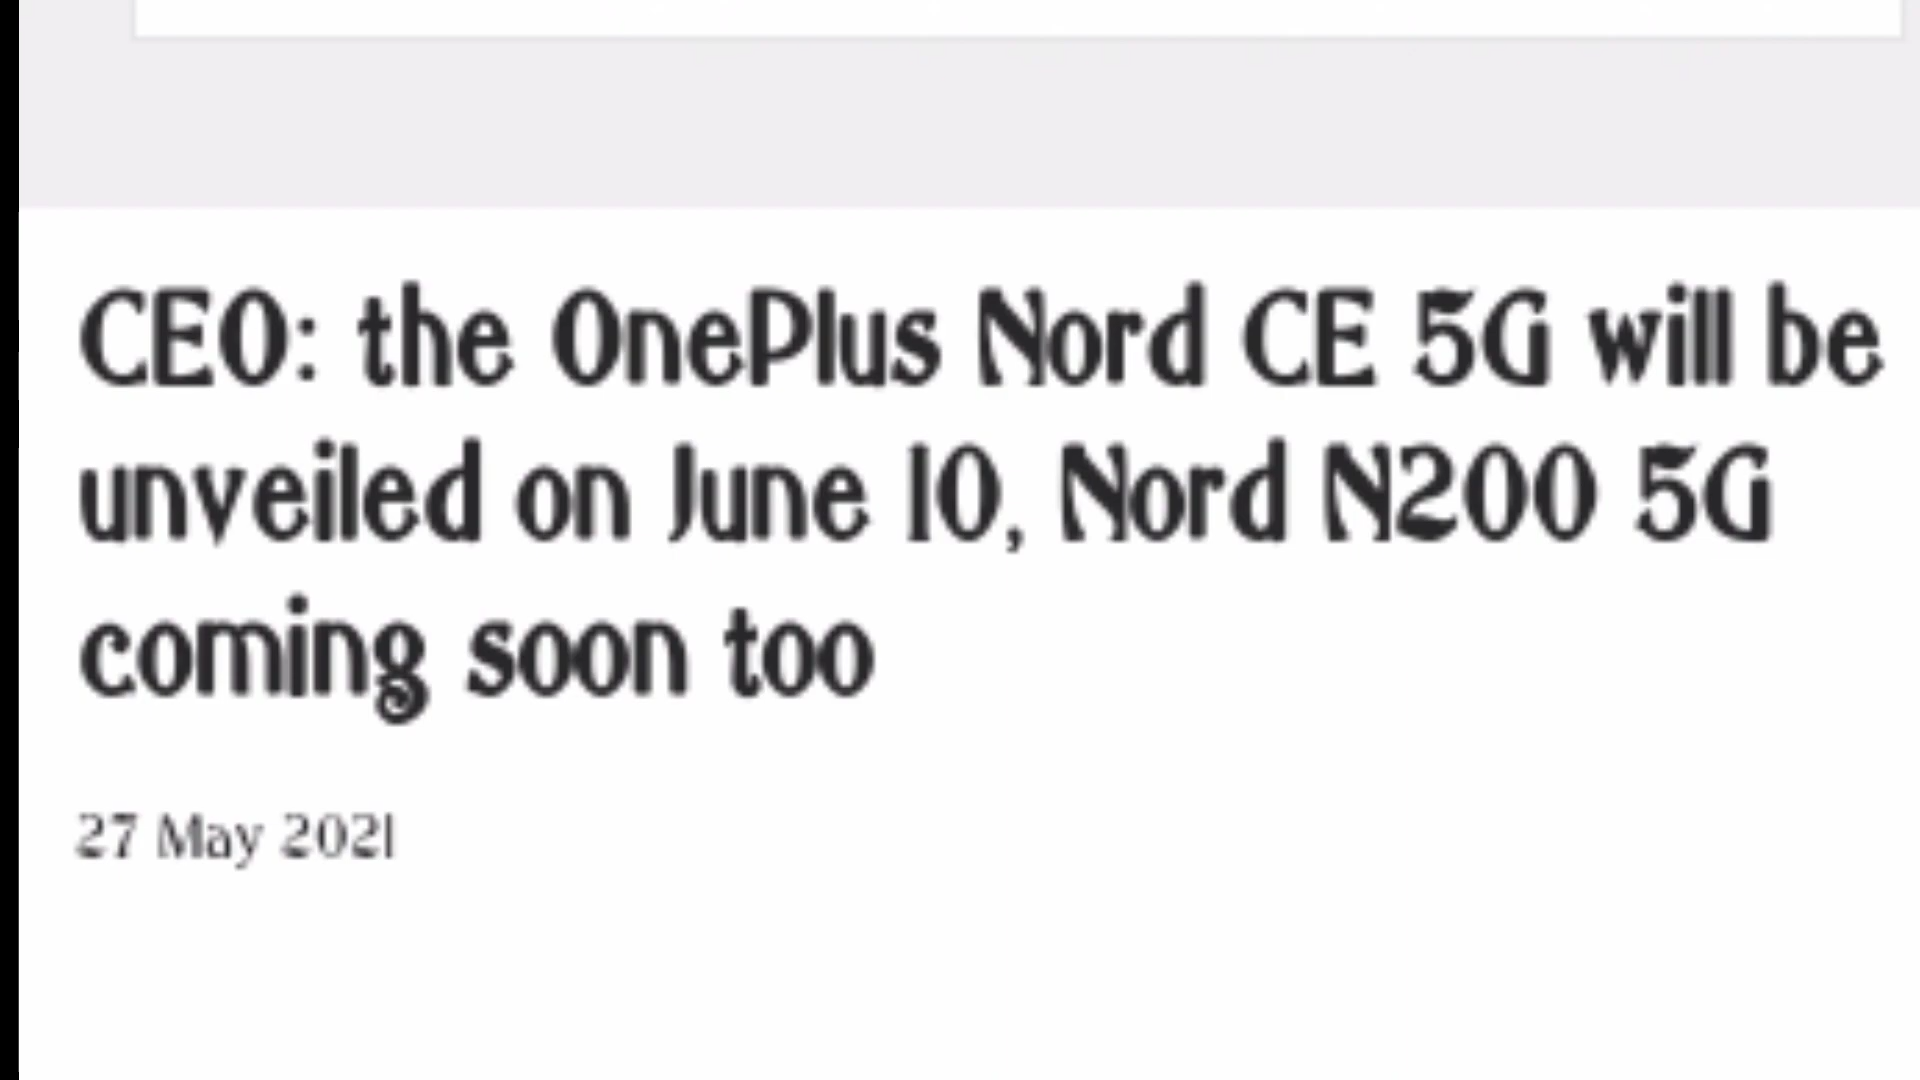 CEO: the OnePlus Nord CE 5G will be
unveiled on June 10, Nord N200 5G
coming soon too
27 May 2021